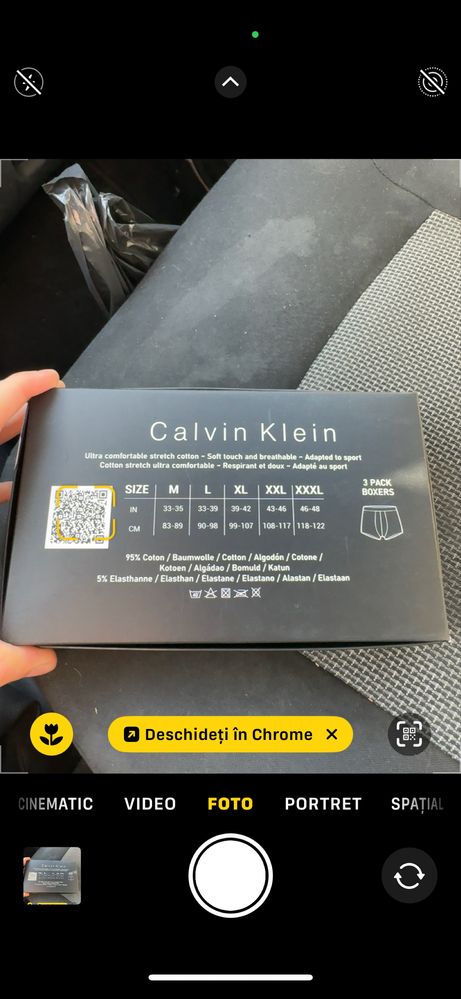 Calvin Klein
Ultra comfortable stretch cotton – Soft touch and breathable – Adapted to sport
Cotton stretch ultra comfortable – Respirant et doux – Adapté au sport
SIZE M L XL XXL XXXL
IN 33-35 33-39 39-42 43-46 46-48
CM 83-89 90-98 99-107 108-117 118-122
3 PACK
BOXERS
95% Coton / Baumwolle / Cotton / Algodón / Cotone /
Kotoen / Algádao / Bomuld / Katun
5% Elasthanne / Elasthan / Elastane / Elastano / Alastan / Elastaan
Deschideți în Chrome
CINEMATIC VIDEO FOTO PORTRET SPAȚIAL